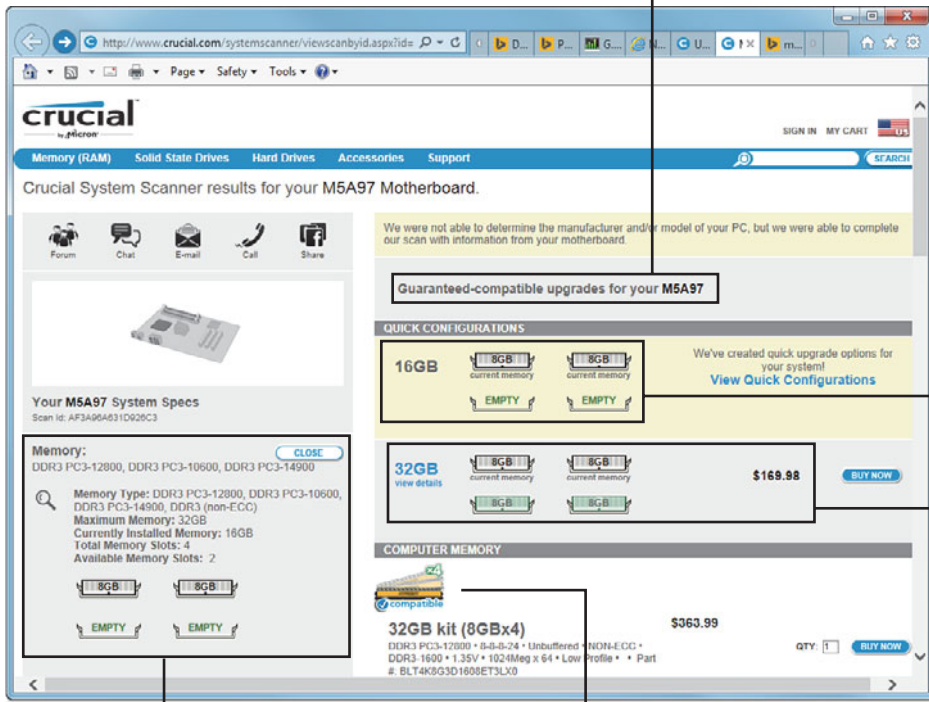 http://www.crucial.com/systemscanner/viewscanbyid.aspx?id=
D...
P...
G...
N...
U...
m...
Page
Safety
Tools
crucial
by Micron
SIGN IN MY CART US
Memory (RAM) Solid State Drives Hard Drives Accessories Support SEARCH
Crucial System Scanner results for your M5A97 Motherboard.
Forum Chat E-mail Call Share
Your M5A97 System Specs
Scan Id: AF3A96A631D926C3
Memory: CLOSE
DDR3 PC3-12800, DDR3 PC3-10600, DDR3 PC3-14900
Memory Type: DDR3 PC3-12800, DDR3 PC3-10600,
DDR3 PC3-14900, DDR3 (non-ECC)
Maximum Memory: 32GB
Currently Installed Memory: 16GB
Total Memory Slots: 4
Available Memory Slots: 2
8GB 8GB
EMPTY EMPTY
We were not able to determine the manufacturer and/or model of your PC, but we were able to complete
our scan with information from your motherboard.
Guaranteed-compatible upgrades for your M5A97
QUICK CONFIGURATIONS
16GB
8GB 8GB
current memory current memory
EMPTY EMPTY
We've created quick upgrade options for
your system!
View Quick Configurations
32GB
view details
8GB 8GB
current memory current memory
8GB 8GB
$169.98 BUY NOW
COMPUTER MEMORY
x4
compatible
32GB kit (8GBx4) $363.99
DDR3 PC3-12800 • 8-8-8-24 • Unbuffered • NON-ECC •
DDR3-1600 • 1.35V • 1024Meg x 64 • Low Profile • • Part
#: BLT4K8G3D1608ET3LX0
QTY: 1 BUY NOW